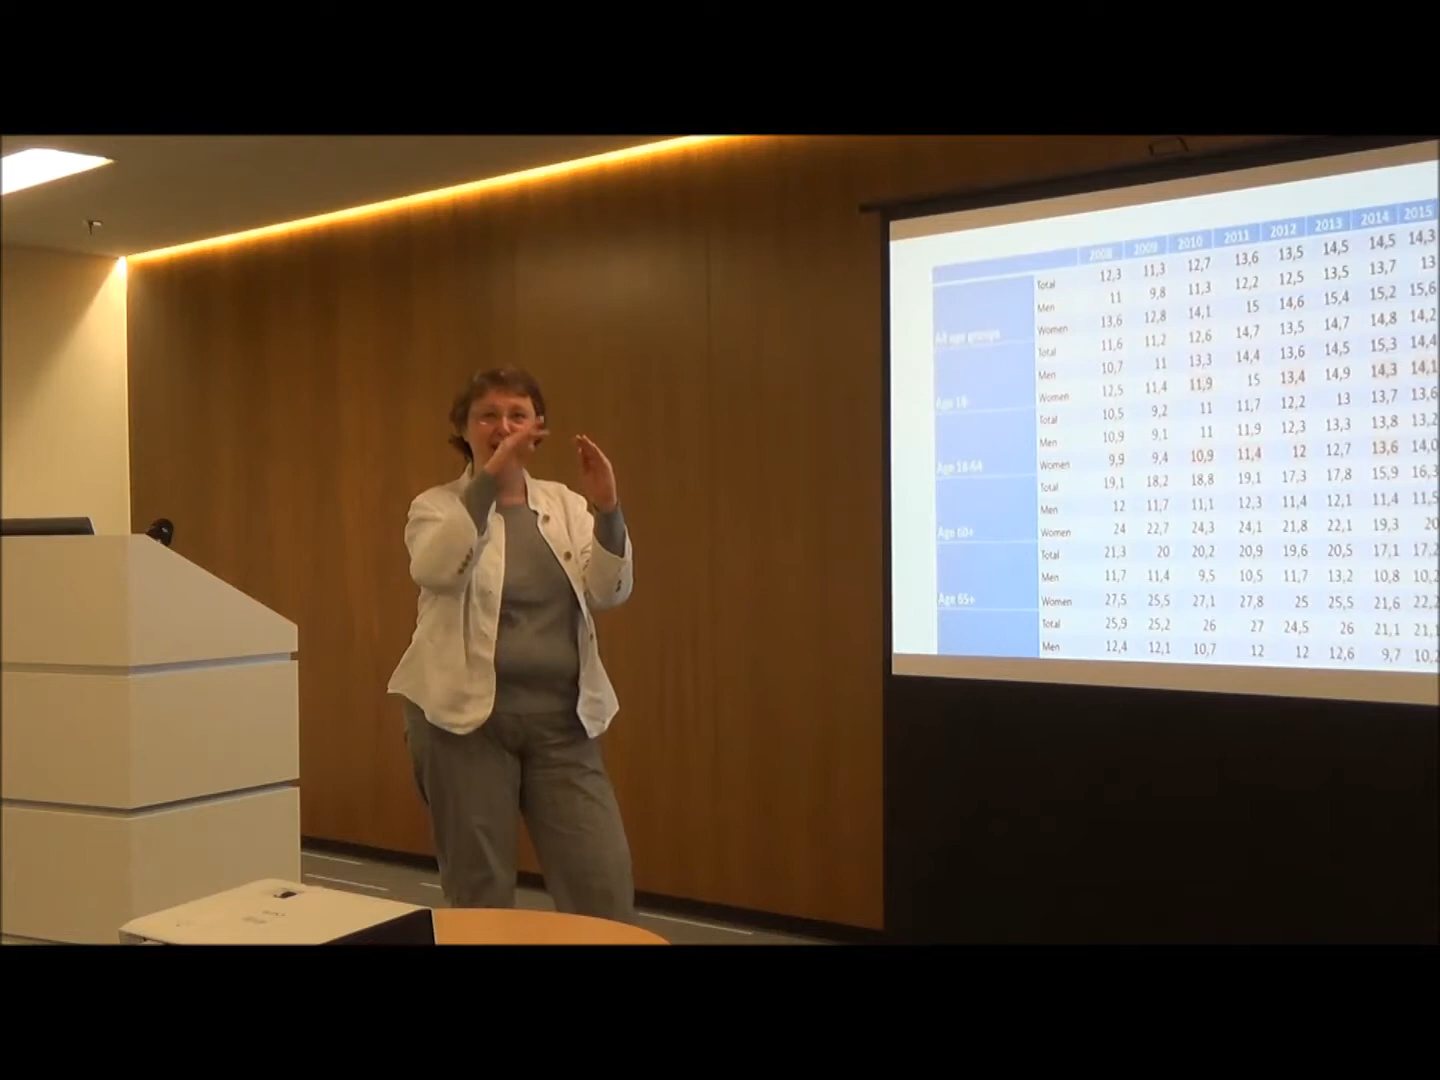 2008 2009 2010 2011 2012 2013 2014 2015
Total 12,3 11,3 12,7 13,6 13,5 14,5 14,5 14,3
Men 11 9,8 11,3 12,2 12,5 13,5 13,7 13
All age groups Women 13,6 12,8 14,1 15 14,6 15,4 15,2 15,6
Total 11,6 11,2 12,6 14,7 13,5 14,7 14,8 14,2
Men 10,7 11 13,3 14,4 13,6 14,5 15,3 14,4
Age 18- Women 12,5 11,4 11,9 15 13,4 14,9 14,3 14,1
Total 10,5 9,2 11 11,7 12,2 13 13,7 13,6
Men 10,9 9,1 11 11,9 12,3 13,3 13,8 13,2
Age 18-64 Women 9,9 9,4 10,9 11,4 12 12,7 13,6 14,0
Total 19,1 18,2 18,8 19,1 17,3 17,8 15,9 16,3
Men 12 11,7 11,1 12,3 11,4 12,1 11,4 11,5
Age 60+ Women 24 22,7 24,3 24,1 21,8 22,1 19,3 20
Total 21,3 20 20,2 20,9 19,6 20,5 17,1 17,2
Men 11,7 11,4 9,5 10,5 11,7 13,2 10,8 10,2
Age 65+ Women 27,5 25,5 27,1 27,8 25 25,5 21,6 22,2
Total 25,9 25,2 26 27 24,5 26 21,1 21,1
Men 12,4 12,1 10,7 12 12 12,6 9,7 10,2